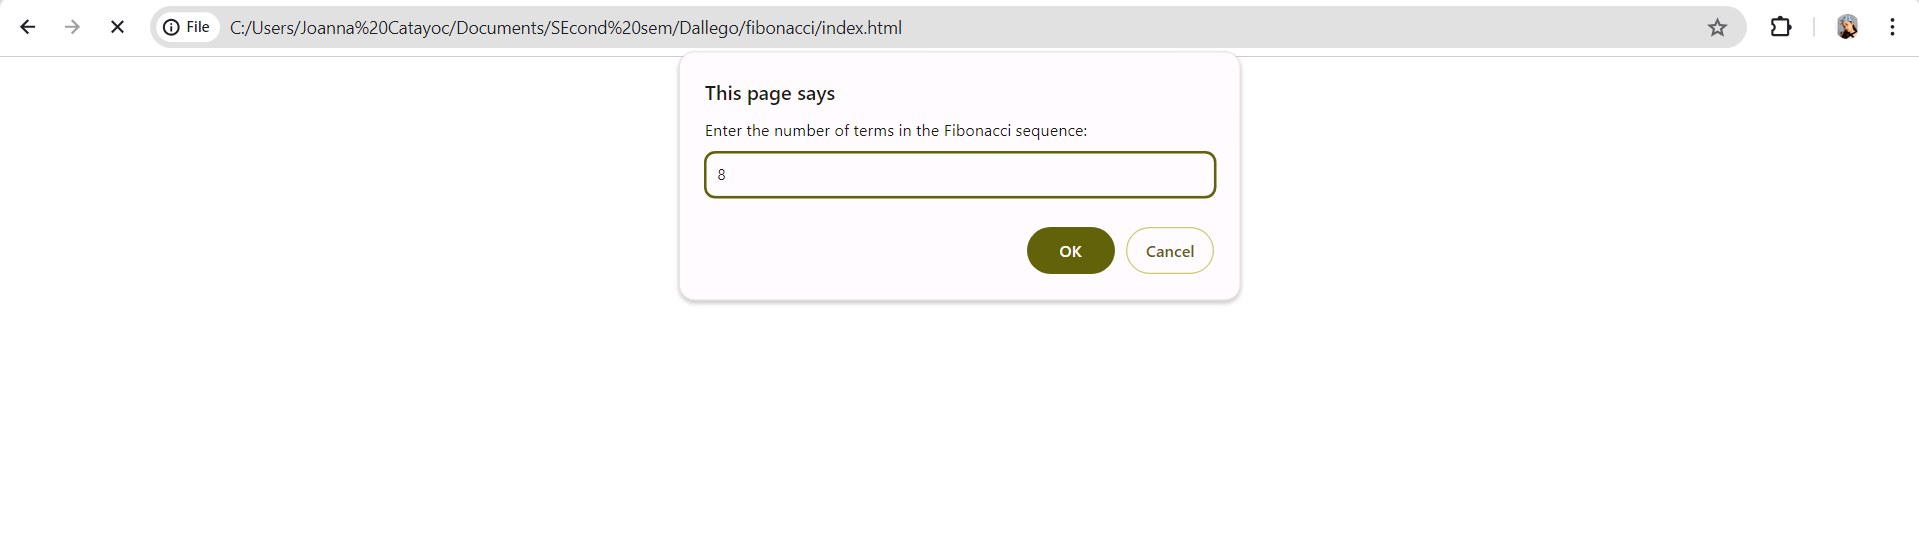 File C:/Users/Joanna%20Catayoc/Documents/SEcond%20sem/Dallego/fibonacci/index.html
This page says
Enter the number of terms in the Fibonacci sequence:
8
OK Cancel